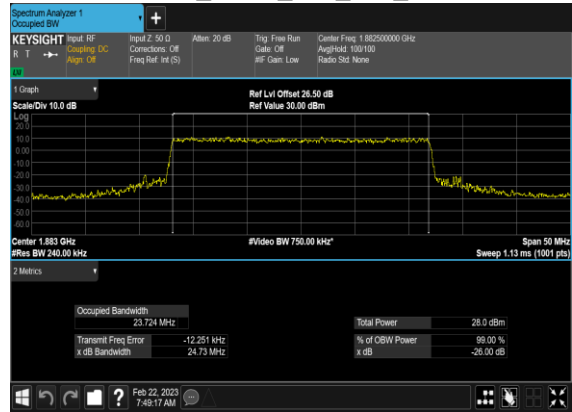 Spectrum Analyzer 1
Occupied BW
+
KEYSIGHT Input: RF Input Z: 50 Ω Atten: 20 dB Trig: Free Run Center Freq: 1.882500000 GHz
R T Coupling: DC Corrections: Off Gate: Off Avg|Hold: 100/100
Align: Off Freq Ref: Int (S) #IF Gain: Low Radio Std: None
1 Graph Ref Lvl Offset 26.50 dB
Scale/Div 10.0 dB Ref Value 30.00 dBm
Log
20.0
10.0
0.00
-10.0
-20.0
-30.0
-40.0
-50.0
-60.0
Center 1.883 GHz #Video BW 750.00 kHz* Span 50 MHz
#Res BW 240.00 kHz Sweep 1.13 ms (1001 pts)
2 Metrics
Occupied Bandwidth
23.724 MHz Total Power 28.0 dBm
Transmit Freq Error -12.251 kHz % of OBW Power 99.00 %
x dB Bandwidth 24.73 MHz x dB -26.00 dB
? Feb 22, 2023
7:49:17 AM